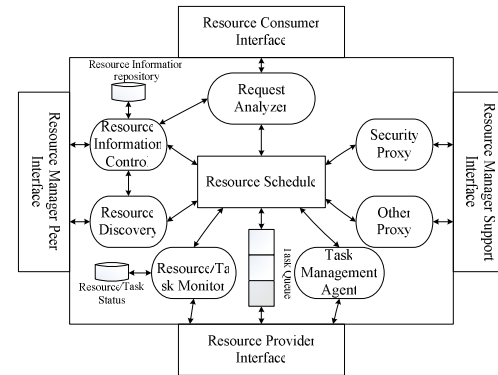 Resource Consumer
Interface
Resource Information
repository
Request
Analyzer
Resource
Information
Control
Security
Proxy
Resource Manager Peer
Interface
Resource Schedule
Resource Manager Support
Interface
Resource
Discovery
Other
Proxy
Resource/Ta
sk Monitor
Task Queue
Task
Management
Agent
Resource/Task
Status
Resource Provider
Interface